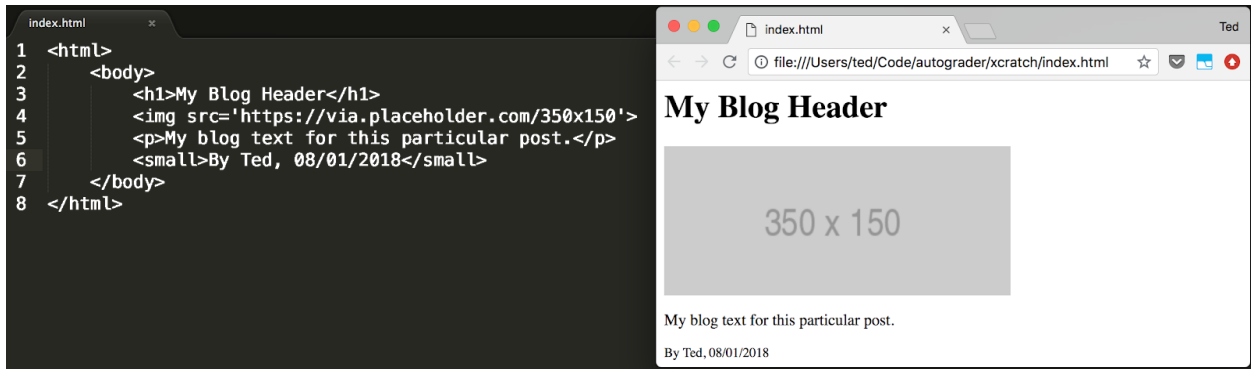 index.html ×
1 <html>
2 <body>
3 <h1>My Blog Header</h1>
4 <img src='https://via.placeholder.com/350x150'>
5 <p>My blog text for this particular post.</p>
6 <small>By Ted, 08/01/2018</small>
7 </body>
8 </html>
index.html × Ted
file:///Users/ted/Code/autograder/xcratch/index.html
My Blog Header
350 x 150
My blog text for this particular post.
By Ted, 08/01/2018